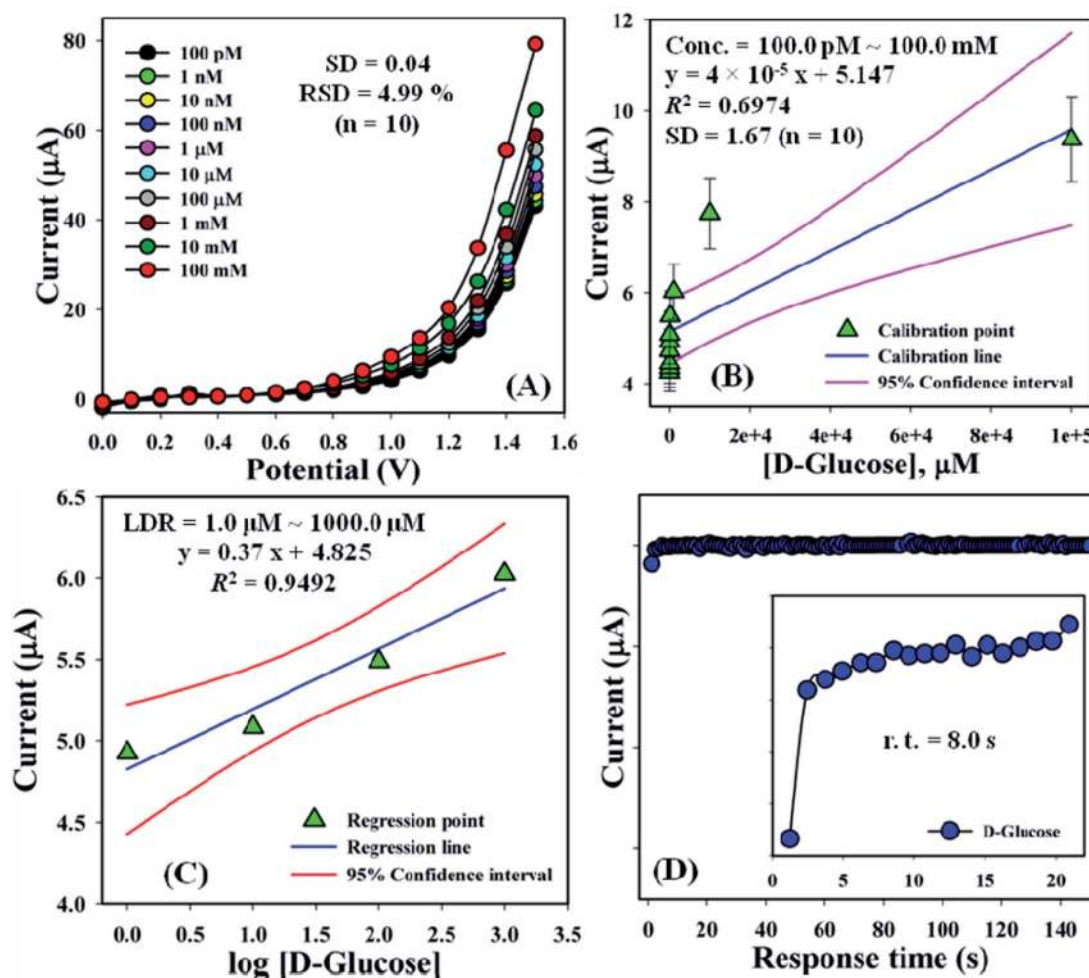 80
60
40
20
0
Current (μA)
100 pM
1 nM
10 nM
100 nM
1 μM
10 μM
100 μM
1 mM
10 mM
100 mM
SD = 0.04
RSD = 4.99 %
(n = 10)
(A)
0.0 0.2 0.4 0.6 0.8 1.0 1.2 1.4 1.6
Potential (V)
12
10
8
6
4
Current (μA)
Conc. = 100.0 pM ~ 100.0 mM
y = 4 × 10⁻⁵ x + 5.147
R² = 0.6974
SD = 1.67 (n = 10)
Calibration point
Calibration line
95% Confidence interval
(B)
0 2e+4 4e+4 6e+4 8e+4 1e+5
[D-Glucose], μM
6.5
6.0
5.5
5.0
4.5
4.0
Current (μA)
LDR = 1.0 μM ~ 1000.0 μM
y = 0.37 x + 4.825
R² = 0.9492
Regression point
Regression line
95% Confidence interval
(C)
0.0 0.5 1.0 1.5 2.0 2.5 3.0
log [D-Glucose]
Current (μA)
r. t. = 8.0 s
D-Glucose
0 5 10 15 20
(D)
0 20 40 60 80 100 120 140
Response time (s)